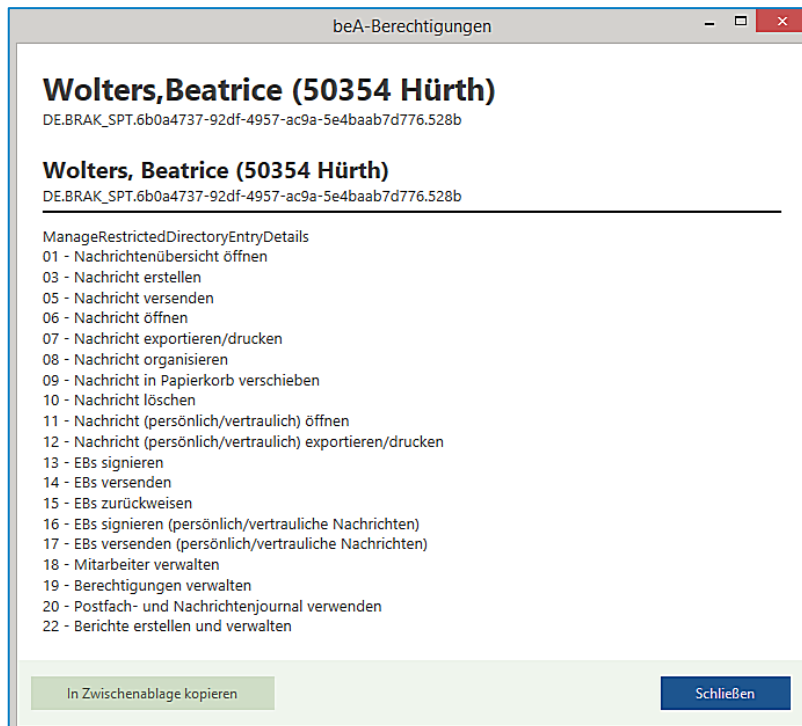 beA-Berechtigungen
Wolters,Beatrice (50354 Hürth)
DE.BRAK_SPT.6b0a4737-92df-4957-ac9a-5e4baab7d776.528b
Wolters, Beatrice (50354 Hürth)
DE.BRAK_SPT.6b0a4737-92df-4957-ac9a-5e4baab7d776.528b
ManageRestrictedDirectoryEntryDetails
01 - Nachrichtenübersicht öffnen
03 - Nachricht erstellen
05 - Nachricht versenden
06 - Nachricht öffnen
07 - Nachricht exportieren/drucken
08 - Nachricht organisieren
09 - Nachricht in Papierkorb verschieben
10 - Nachricht löschen
11 - Nachricht (persönlich/vertraulich) öffnen
12 - Nachricht (persönlich/vertraulich) exportieren/drucken
13 - EBs signieren
14 - EBs versenden
15 - EBs zurückweisen
16 - EBs signieren (persönlich/vertrauliche Nachrichten)
17 - EBs versenden (persönlich/vertrauliche Nachrichten)
18 - Mitarbeiter verwalten
19 - Berechtigungen verwalten
20 - Postfach- und Nachrichtenjournal verwenden
22 - Berichte erstellen und verwalten
In Zwischenablage kopieren
Schließen